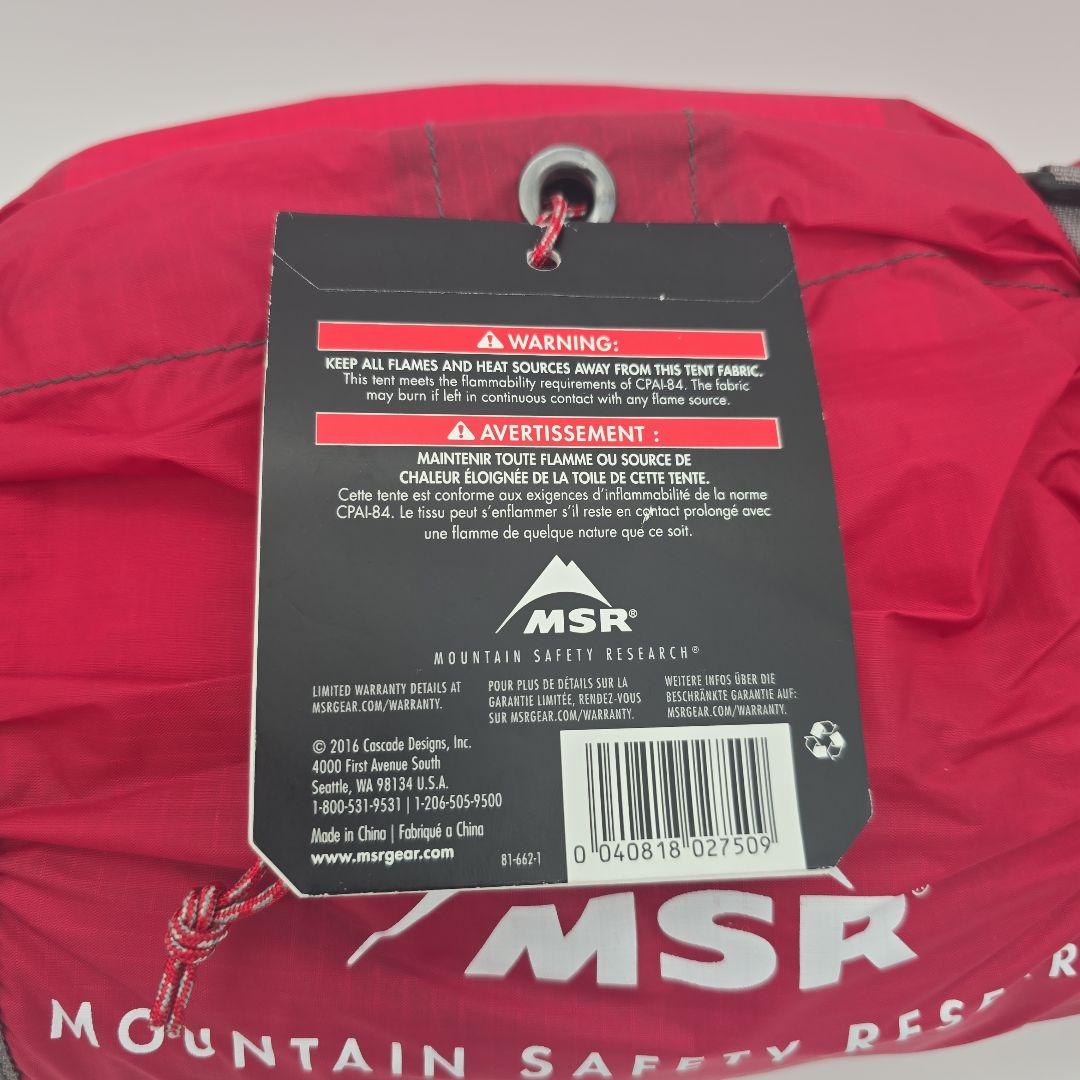 WARNING:
KEEP ALL FLAMES AND HEAT SOURCES AWAY FROM THIS TENT FABRIC.
This tent meets the flammability requirements of CPAI-84. The fabric
may burn if left in continuous contact with any flame source.
AVERTISSEMENT :
MAINTENIR TOUTE FLAMME OU SOURCE DE
CHALEUR ÉLOIGNÉE DE LA TOILE DE CETTE TENTE.
Cette tente est conforme aux exigences d'inflammabilité de la norme
CPAI-84. Le tissu peut s'enflammer s'il reste en contact prolongé avec
une flamme de quelque nature que ce soit.
MSR®
MOUNTAIN SAFETY RESEARCH®
LIMITED WARRANTY DETAILS AT
MSRGEAR.COM/WARRANTY.
POUR PLUS DE DÉTAILS SUR LA
GARANTIE LIMITÉE, RENDEZ-VOUS
SUR MSRGEAR.COM/WARRANTY.
WEITERE INFOS ÜBER DIE
BESCHRÄNKTE GARANTIE AUF:
MSRGEAR.COM/WARRANTY.
© 2016 Cascade Designs, Inc.
4000 First Avenue South
Seattle, WA 98134 U.S.A.
1-800-531-9531 | 1-206-505-9500
Made in China | Fabriqué a China
www.msrgear.com
81-662-1
0 040818 027509
MSR®
MOUNTAIN SAFETY